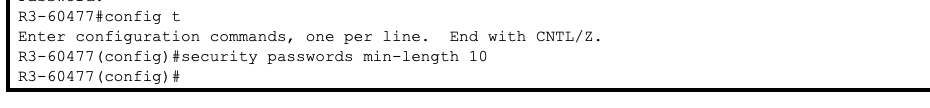 R3-60477#config t
Enter configuration commands, one per line.  End with CNTL/Z.
R3-60477(config)#security passwords min-length 10
R3-60477(config)#